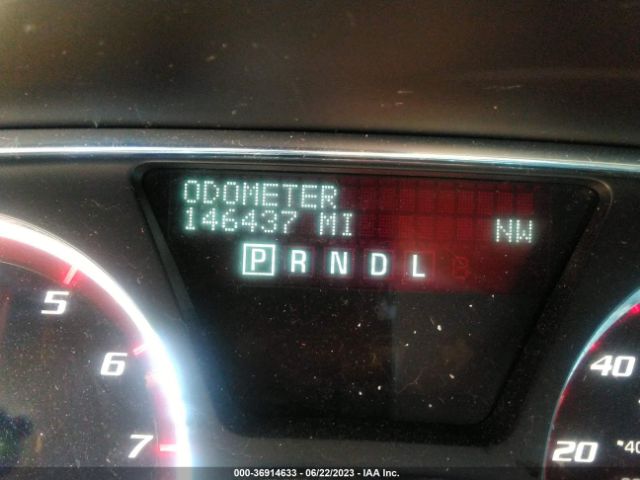 ODOMETER
146437 MI
NW
P R N D L
5
6
7
40
20
000-36914633 - 06/22/2023 - IAA Inc.